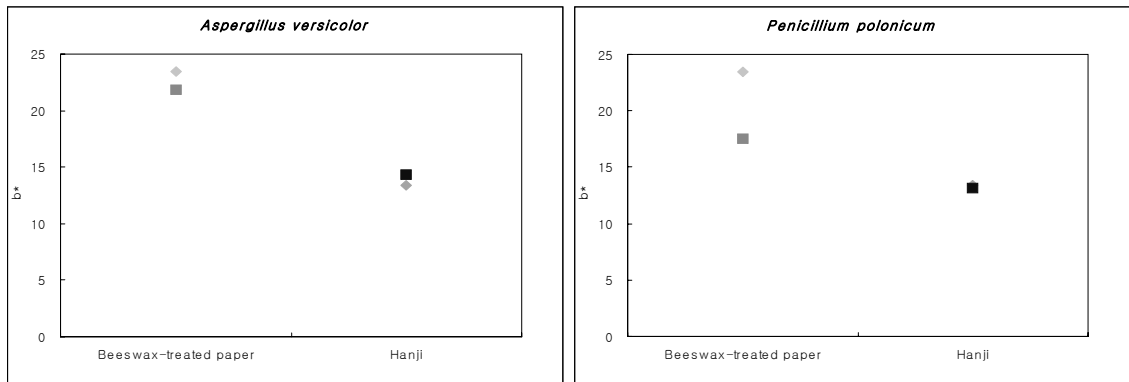 Aspergillus versicolor
25
20
15
10
5
0
b*
Beeswax-treated paper
Hanji
Penicillium polonicum
25
20
15
10
5
0
b*
Beeswax-treated paper
Hanji